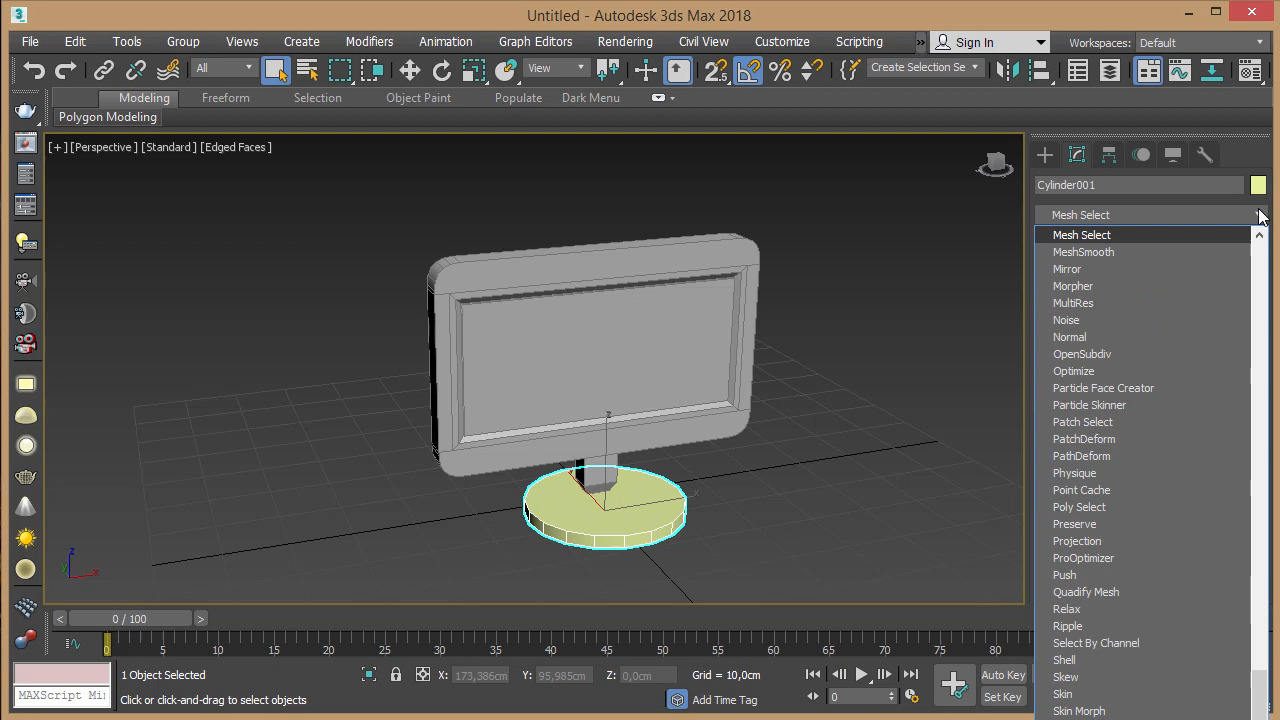 Untitled - Autodesk 3ds Max 2018
File Edit Tools Group Views Create Modifiers Animation Graph Editors Rendering Civil View Customize Scripting » Sign In Workspaces: Default
All View Create Selection Se
Modeling Freeform Selection Object Paint Populate Dark Menu
Polygon Modeling
[+] [Perspective] [Standard] [Edged Faces]
Cylinder001
Mesh Select
Mesh Select
MeshSmooth
Mirror
Morpher
MultiRes
Noise
Normal
OpenSubdiv
Optimize
Particle Face Creator
Particle Skinner
Patch Select
PatchDeform
PathDeform
Physique
Point Cache
Poly Select
Preserve
Projection
ProOptimizer
Push
Quadify Mesh
Relax
Ripple
Select By Channel
Shell
Skew
Skin
Skin Morph
z
x
z
y
x
< 0 / 100 >
0 5 10 15 20 25 30 35 40 45 50 55 60 65 70 75 80
1 Object Selected X: 173,386cm Y: 95,985cm Z: 0,0cm Grid = 10,0cm Auto Key
MAXScript Mi Click or click-and-drag to select objects Add Time Tag 0 Set Key